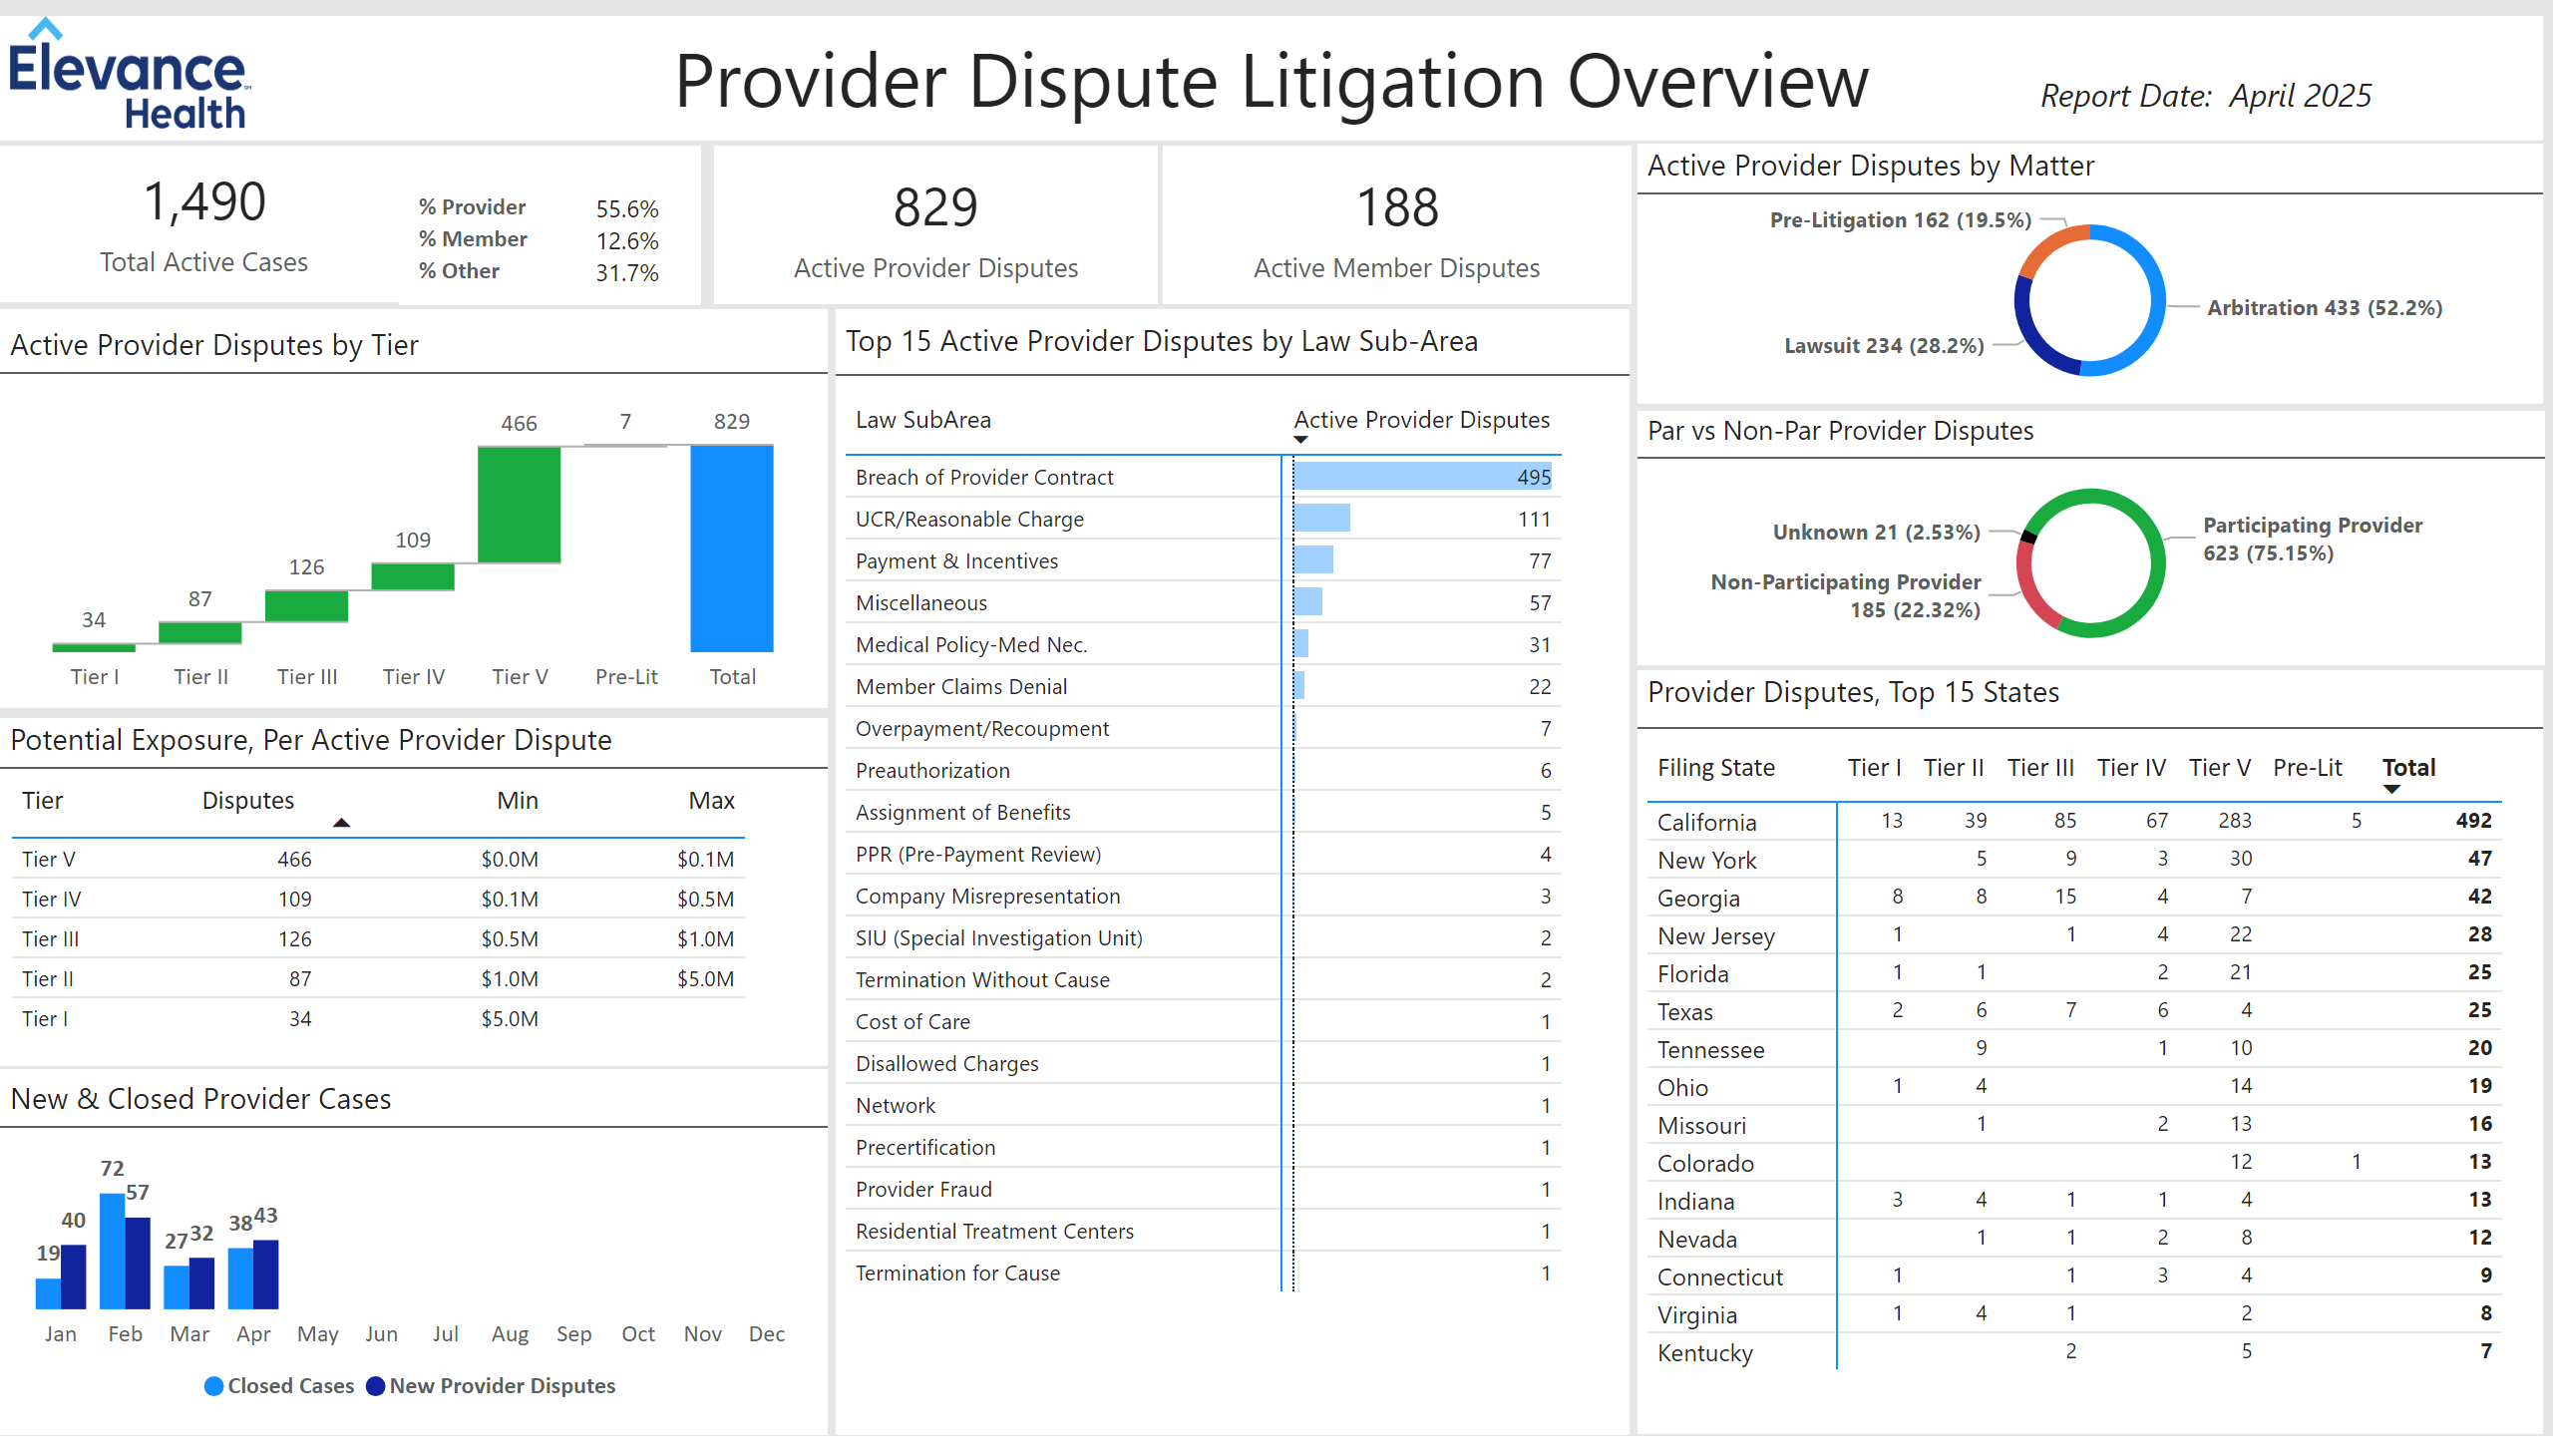 Elevance
Health
Provider Dispute Litigation Overview
Report Date: April 2025
1,490
Total Active Cases
% Provider 55.6%
% Member 12.6%
% Other 31.7%
829
Active Provider Disputes
188
Active Member Disputes
Active Provider Disputes by Matter
Pre-Litigation 162 (19.5%)
Arbitration 433 (52.2%)
Lawsuit 234 (28.2%)
Active Provider Disputes by Tier
34 87 126 109 466 7 829
Tier I Tier II Tier III Tier IV Tier V Pre-Lit Total
Potential Exposure, Per Active Provider Dispute
Tier Disputes Min Max
Tier V 466 $0.0M $0.1M
Tier IV 109 $0.1M $0.5M
Tier III 126 $0.5M $1.0M
Tier II 87 $1.0M $5.0M
Tier I 34 $5.0M
New & Closed Provider Cases
19 40 72 57 27 32 38 43
Jan Feb Mar Apr May Jun Jul Aug Sep Oct Nov Dec
Closed Cases New Provider Disputes
Top 15 Active Provider Disputes by Law Sub-Area
Law SubArea Active Provider Disputes
Breach of Provider Contract 495
UCR/Reasonable Charge 111
Payment & Incentives 77
Miscellaneous 57
Medical Policy-Med Nec. 31
Member Claims Denial 22
Overpayment/Recoupment 7
Preauthorization 6
Assignment of Benefits 5
PPR (Pre-Payment Review) 4
Company Misrepresentation 3
SIU (Special Investigation Unit) 2
Termination Without Cause 2
Cost of Care 1
Disallowed Charges 1
Network 1
Precertification 1
Provider Fraud 1
Residential Treatment Centers 1
Termination for Cause 1
Par vs Non-Par Provider Disputes
Unknown 21 (2.53%)
Participating Provider
623 (75.15%)
Non-Participating Provider
185 (22.32%)
Provider Disputes, Top 15 States
Filing State Tier I Tier II Tier III Tier IV Tier V Pre-Lit Total
California 13 39 85 67 283 5 492
New York 5 9 3 30 47
Georgia 8 8 15 4 7 42
New Jersey 1 1 4 22 28
Florida 1 1 2 21 25
Texas 2 6 7 6 4 25
Tennessee 9 1 10 20
Ohio 1 4 14 19
Missouri 1 2 13 16
Colorado 12 1 13
Indiana 3 4 1 1 4 13
Nevada 1 1 2 8 12
Connecticut 1 1 3 4 9
Virginia 1 4 1 2 8
Kentucky 2 5 7